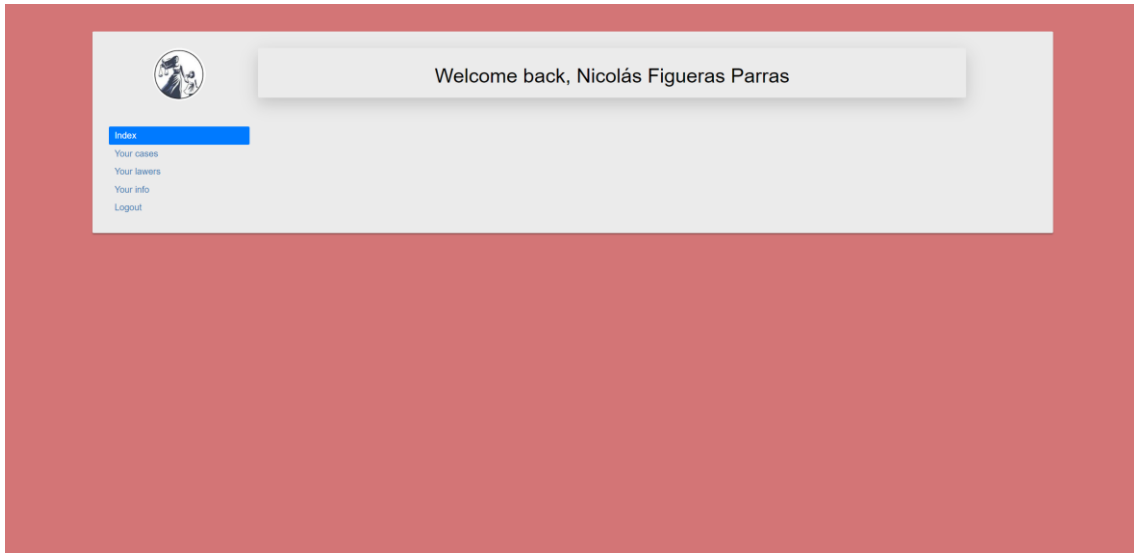 Welcome back, Nicolás Figueras Parras
Index
Your cases
Your lawers
Your info
Logout